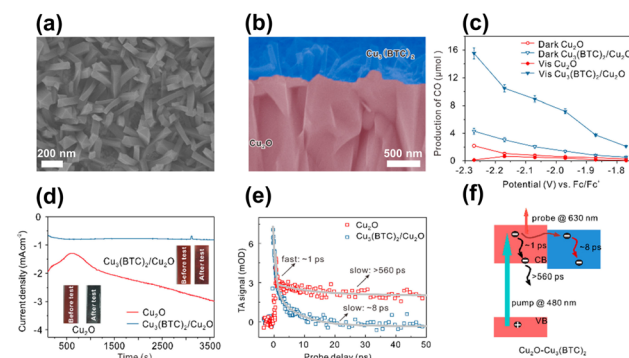 (a)
200 nm
(b)
Cu₃(BTC)₂
Cu₂O
500 nm
(c)
Production of CO (μmol)
16
12
8
4
0
Dark Cu₂O
Dark Cu₃(BTC)₂/Cu₂O
Vis Cu₂O
Vis Cu₃(BTC)₂/Cu₂O
-2.3
-2.2
-2.1
-2.0
-1.9
-1.8
Potential (V) vs. Fc/Fc⁺
(d)
Current density (mAcm⁻²)
1
0
-1
-2
-3
-4
Cu₃(BTC)₂/Cu₂O
Before test
After test
Before test
After test
Cu₂O
Cu₂O
Cu₃(BTC)₂/Cu₂O
500
1500
2500
3500
Time (s)
(e)
TA signal (mOD)
8
6
4
2
0
Cu₂O
Cu₃(BTC)₂/Cu₂O
fast: ~1 ps
slow: >560 ps
slow: ~8 ps
0
10
20
30
40
50
Probe delay (ps)
(f)
probe @ 630 nm
~1 ps
~8 ps
CB
>560 ps
pump @ 480 nm
VB
Cu₂O-Cu₃(BTC)₂